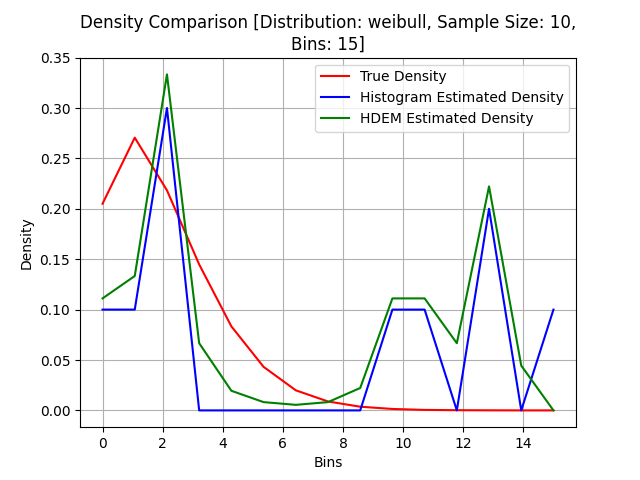 Density Comparison [Distribution: weibull, Sample Size: 10,
Bins: 15]
True Density
Histogram Estimated Density
HDEM Estimated Density
Density
0.35
0.30
0.25
0.20
0.15
0.10
0.05
0.00
0 2 4 6 8 10 12 14
Bins